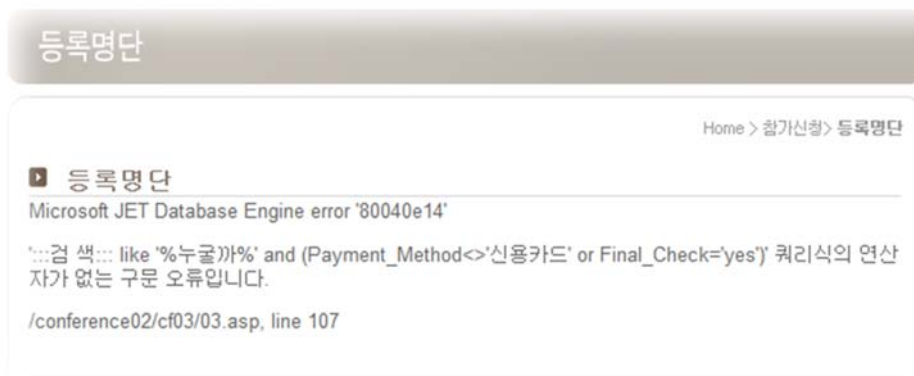 등록명단
Home > 참가신청> 등록명단
등록명단
Microsoft JET Database Engine error '80040e14'
':::검 색::: like '%누굴까%' and (Payment_Method<>'신용카드' or Final_Check='yes')' 쿼리식의 연산
자가 없는 구문 오류입니다.
/conference02/cf03/03.asp, line 107